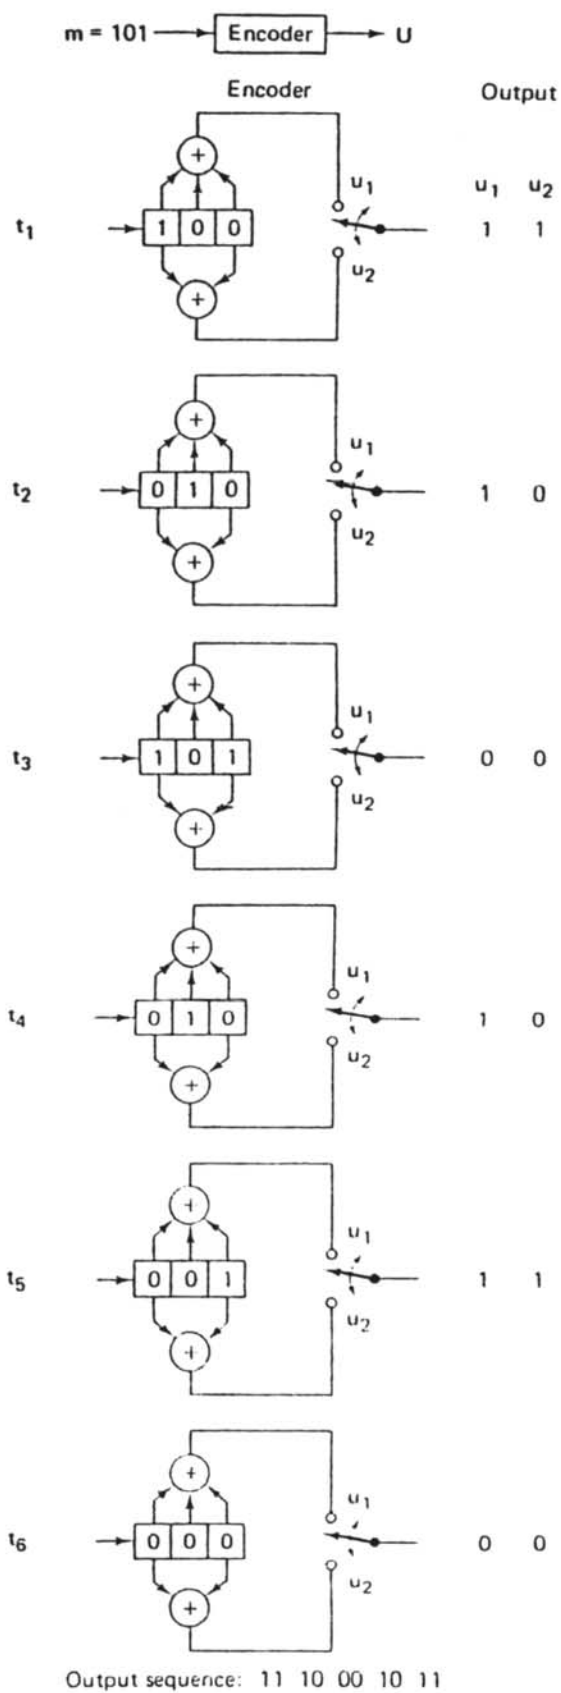 m = 101 Encoder U
Encoder Output
u1 u2
u1
t1 1 0 0 1 1
u2
u1
t2 0 1 0 1 0
u2
u1
t3 1 0 1 0 0
u2
u1
t4 0 1 0 1 0
u2
u1
t5 0 0 1 1 1
u2
u1
t6 0 0 0 0 0
u2
Output sequence: 11 10 00 10 11